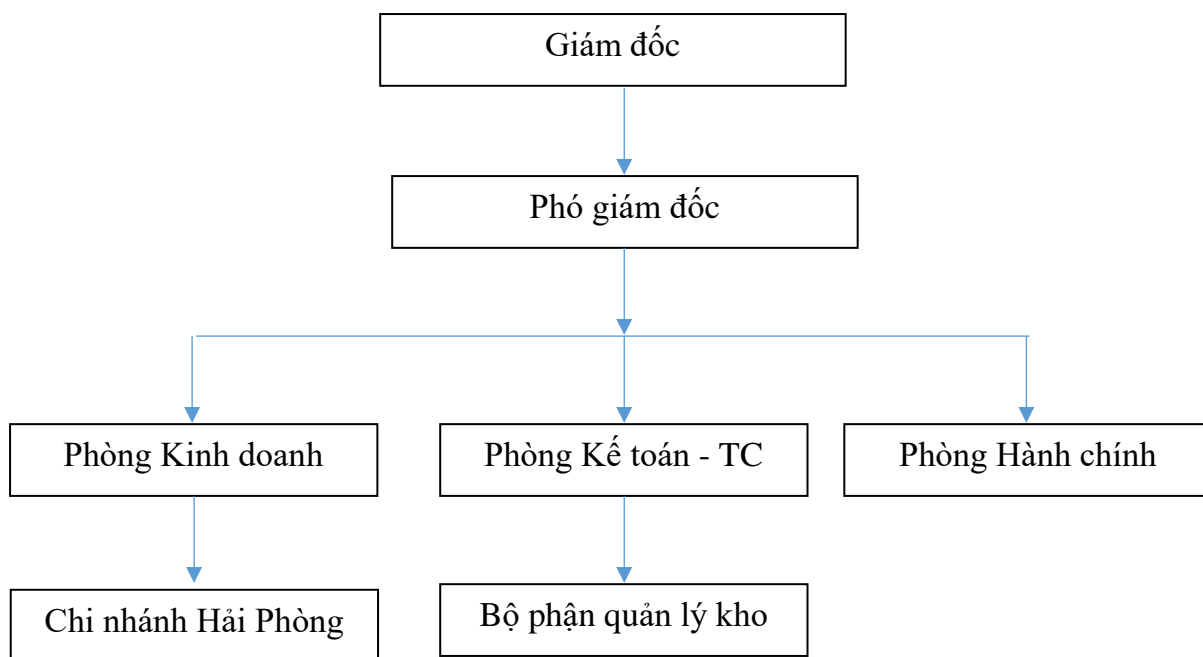 Giám đốc
Phó giám đốc
Phòng Kinh doanh
Phòng Kế toán - TC
Phòng Hành chính
Chi nhánh Hải Phòng
Bộ phận quản lý kho